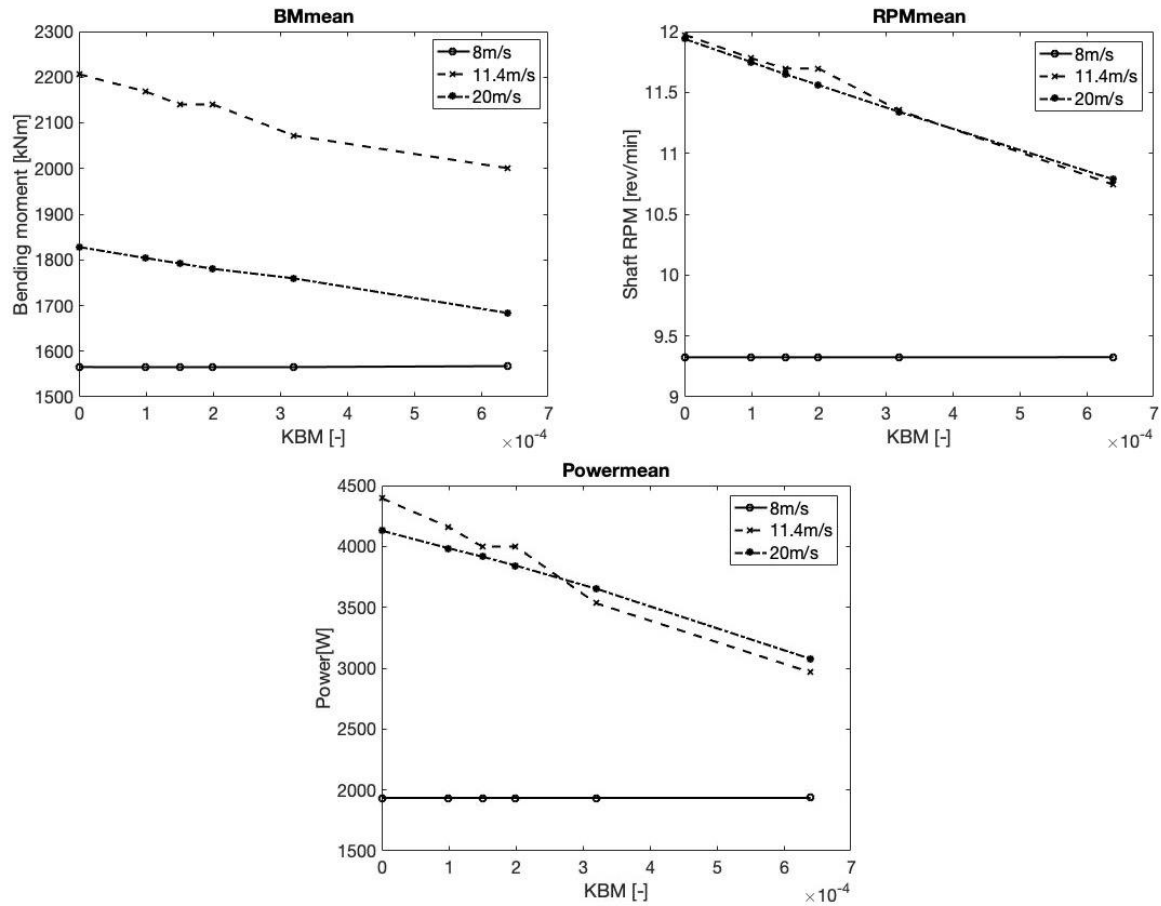 BMmean
2300
2200
2100
2000
1900
1800
1700
1600
1500
Bending moment [kNm]
0 1 2 3 4 5 6 7
KBM [-]
×10-4
8m/s
11.4m/s
20m/s
RPMmean
12
11.5
11
10.5
10
9.5
9
Shaft RPM [rev/min]
0 1 2 3 4 5 6 7
KBM [-]
×10-4
8m/s
11.4m/s
20m/s
Powermean
4500
4000
3500
3000
2500
2000
1500
Power[W]
0 1 2 3 4 5 6 7
KBM [-]
×10-4
8m/s
11.4m/s
20m/s